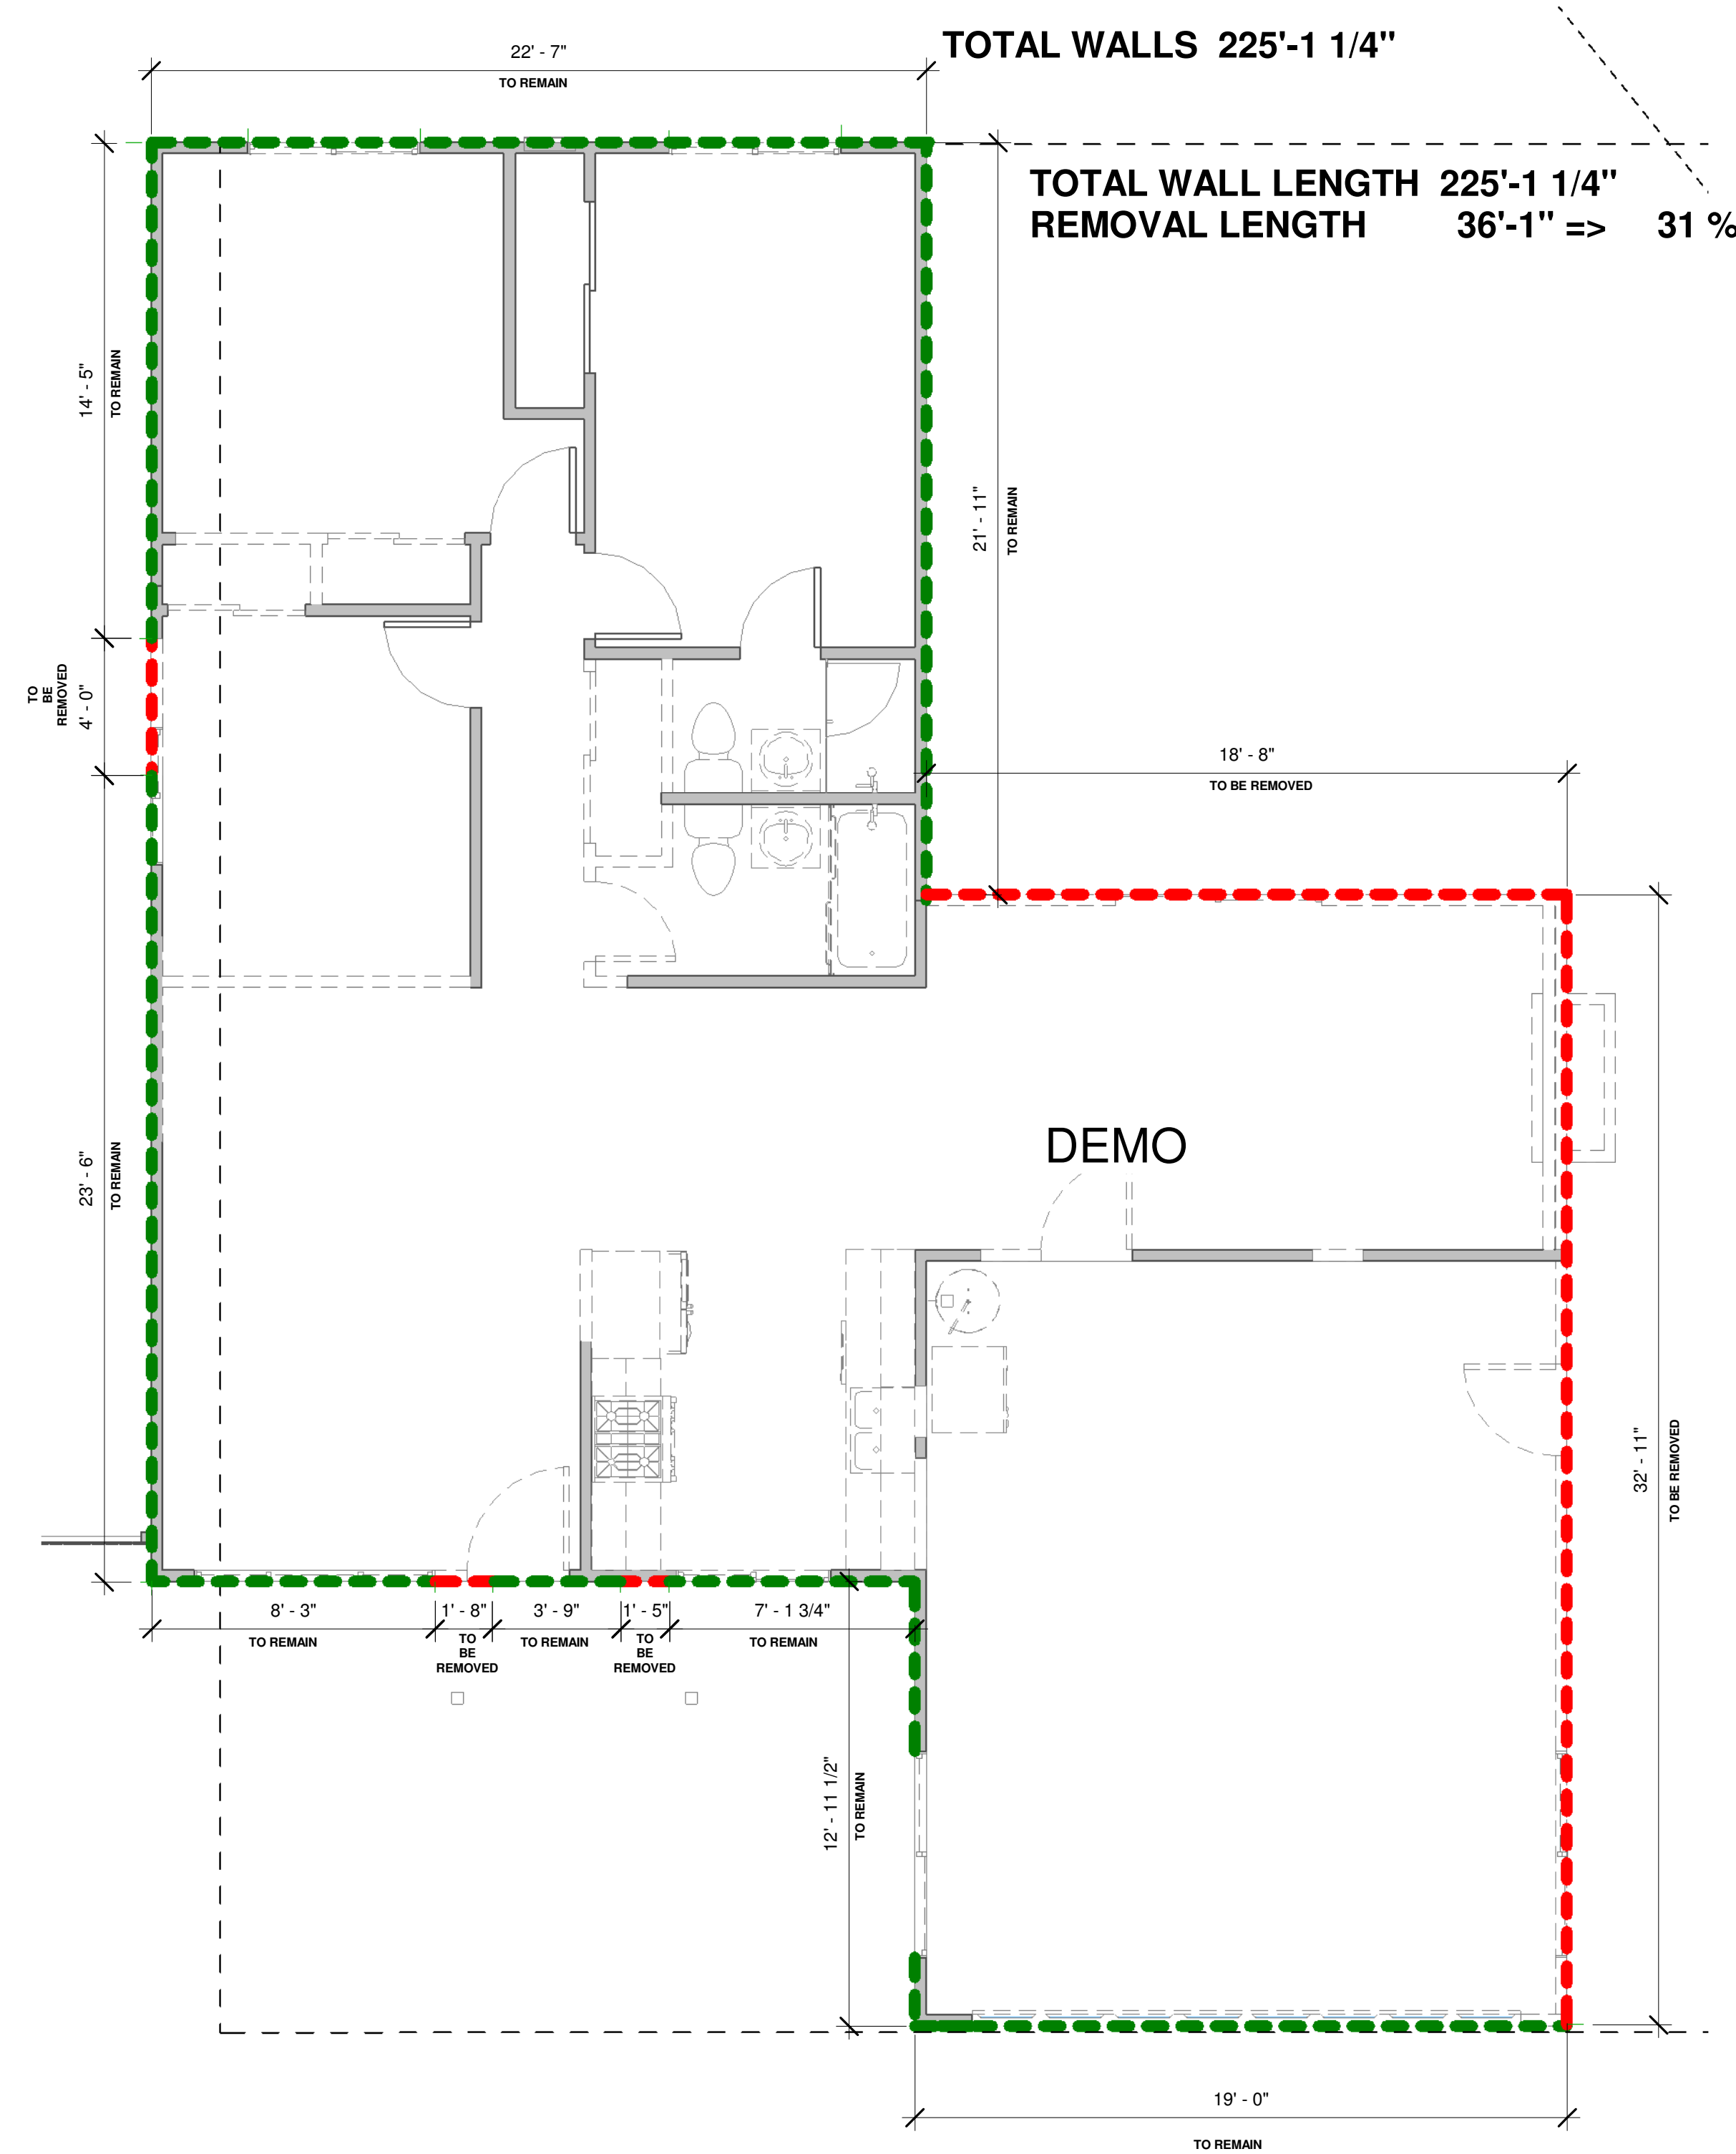 22' - 7"
TO REMAIN
TOTAL WALLS 225'-1 1/4"
TOTAL WALL LENGTH 225'-1 1/4"
REMOVAL LENGTH 36'-1" => 31 %
14' - 5"
TO REMAIN
21' - 11"
TO REMAIN
TO
BE
REMOVED
4' - 0"
18' - 8"
TO BE REMOVED
23' - 6"
TO REMAIN
DEMO
32' - 11"
TO BE REMOVED
8' - 3"
TO REMAIN
1' - 8"
TO
BE
REMOVED
3' - 9"
TO REMAIN
1' - 5"
TO
BE
REMOVED
7' - 1 3/4"
TO REMAIN
12' - 11 1/2"
TO REMAIN
19' - 0"
TO REMAIN